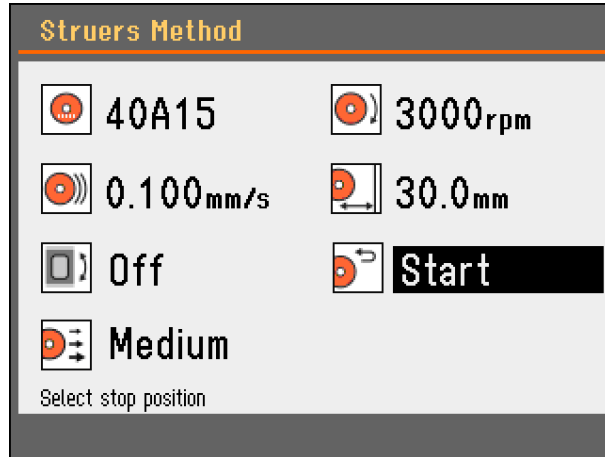 Struers Method
40A15 3000rpm
0.100mm/s 30.0mm
Off Start
Medium
Select stop position